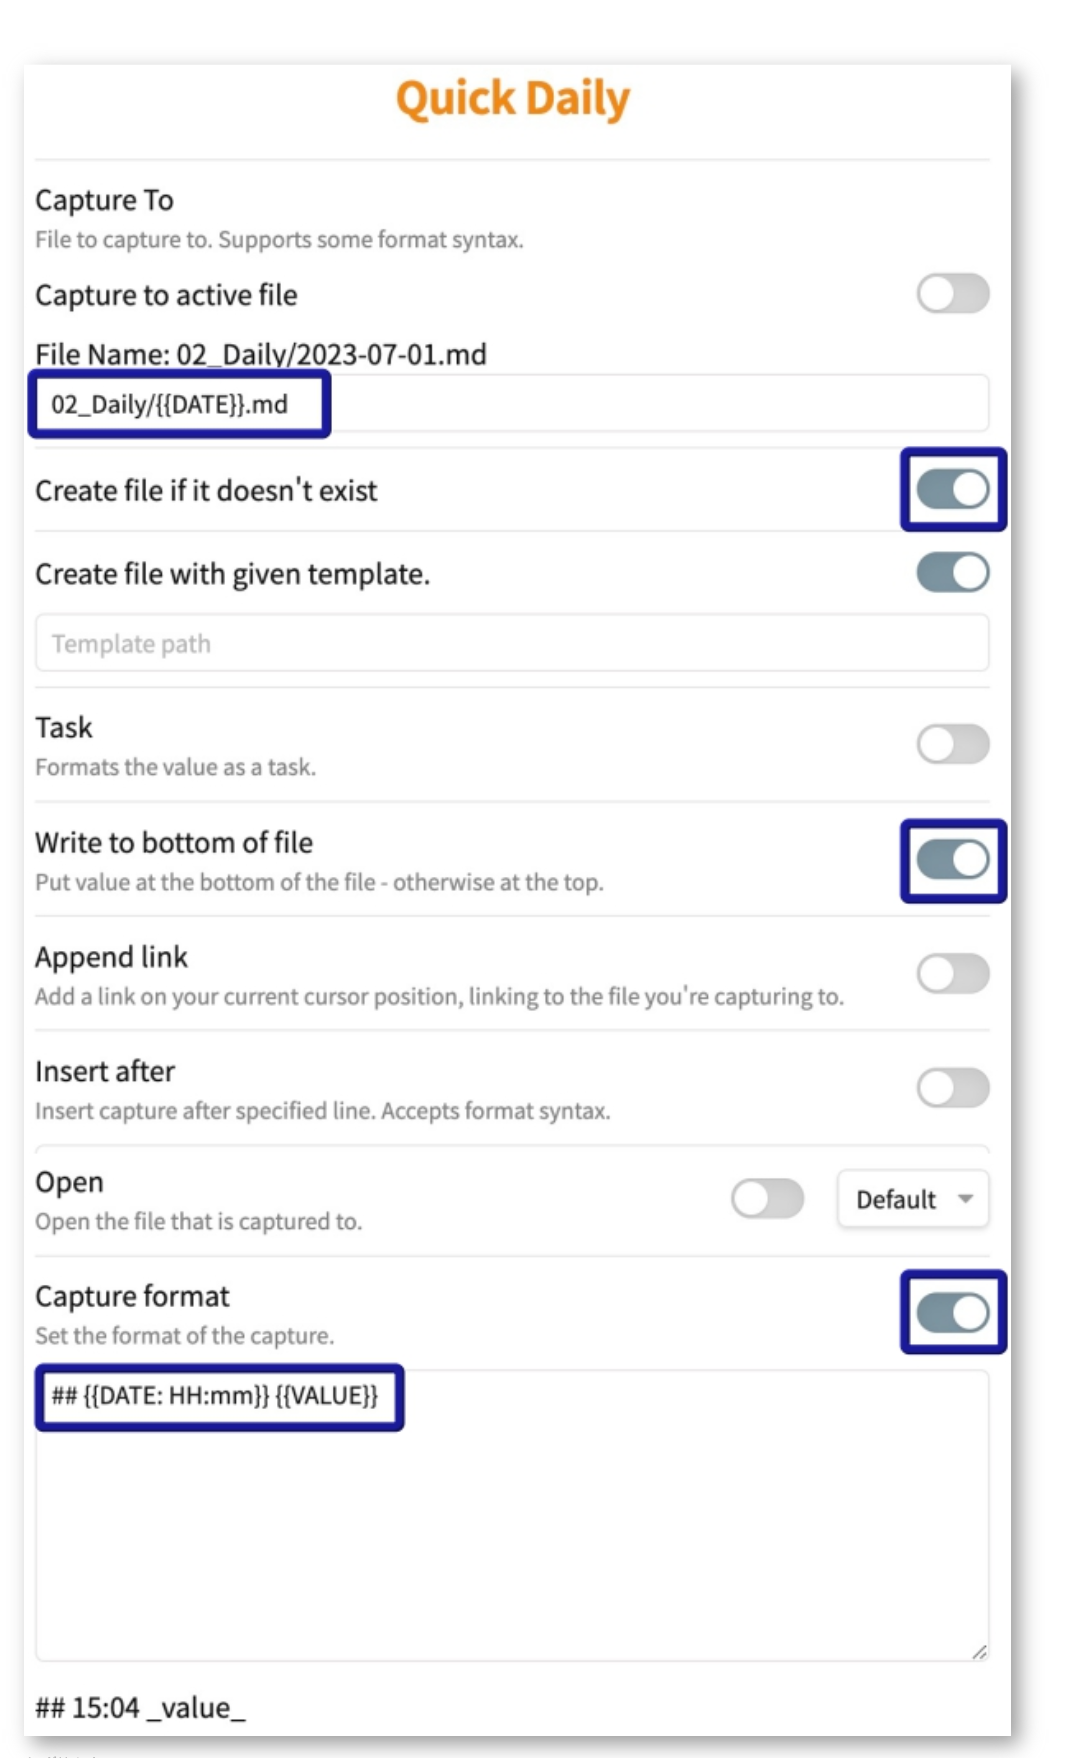 Quick Daily
Capture To
File to capture to. Supports some format syntax.
Capture to active file
File Name: 02_Daily/2023-07-01.md
02_Daily/{{DATE}}.md
Create file if it doesn't exist
Create file with given template.
Template path
Task
Formats the value as a task.
Write to bottom of file
Put value at the bottom of the file - otherwise at the top.
Append link
Add a link on your current cursor position, linking to the file you're capturing to.
Insert after
Insert capture after specified line. Accepts format syntax.
Open
Default
Open the file that is captured to.
Capture format
Set the format of the capture.
## {{DATE: HH:mm}} {{VALUE}}
## 15:04 _value_